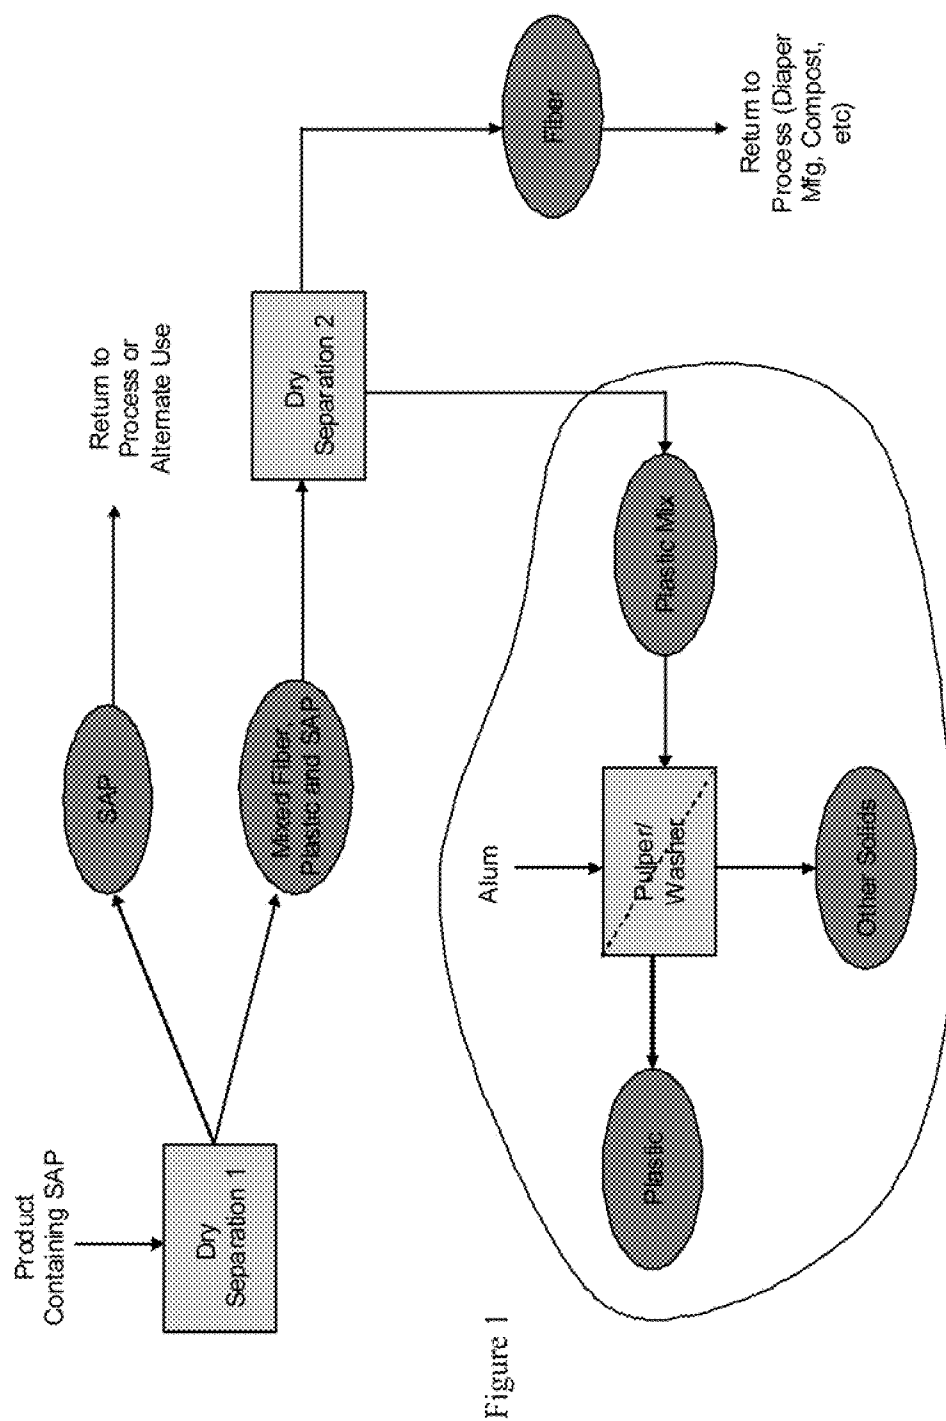 Product
Containing SAP
Dry
Separation 1
SAP
Return to
Process or
Alternate Use
Mixed Fiber,
Plastic and SAP
Dry
Separation 2
Fiber
Return to
Process (Diaper
Mfg, Compost,
etc)
Plastic Mix
Alum
Pulper/
Washer
Plastic
Other Solids
Figure 1